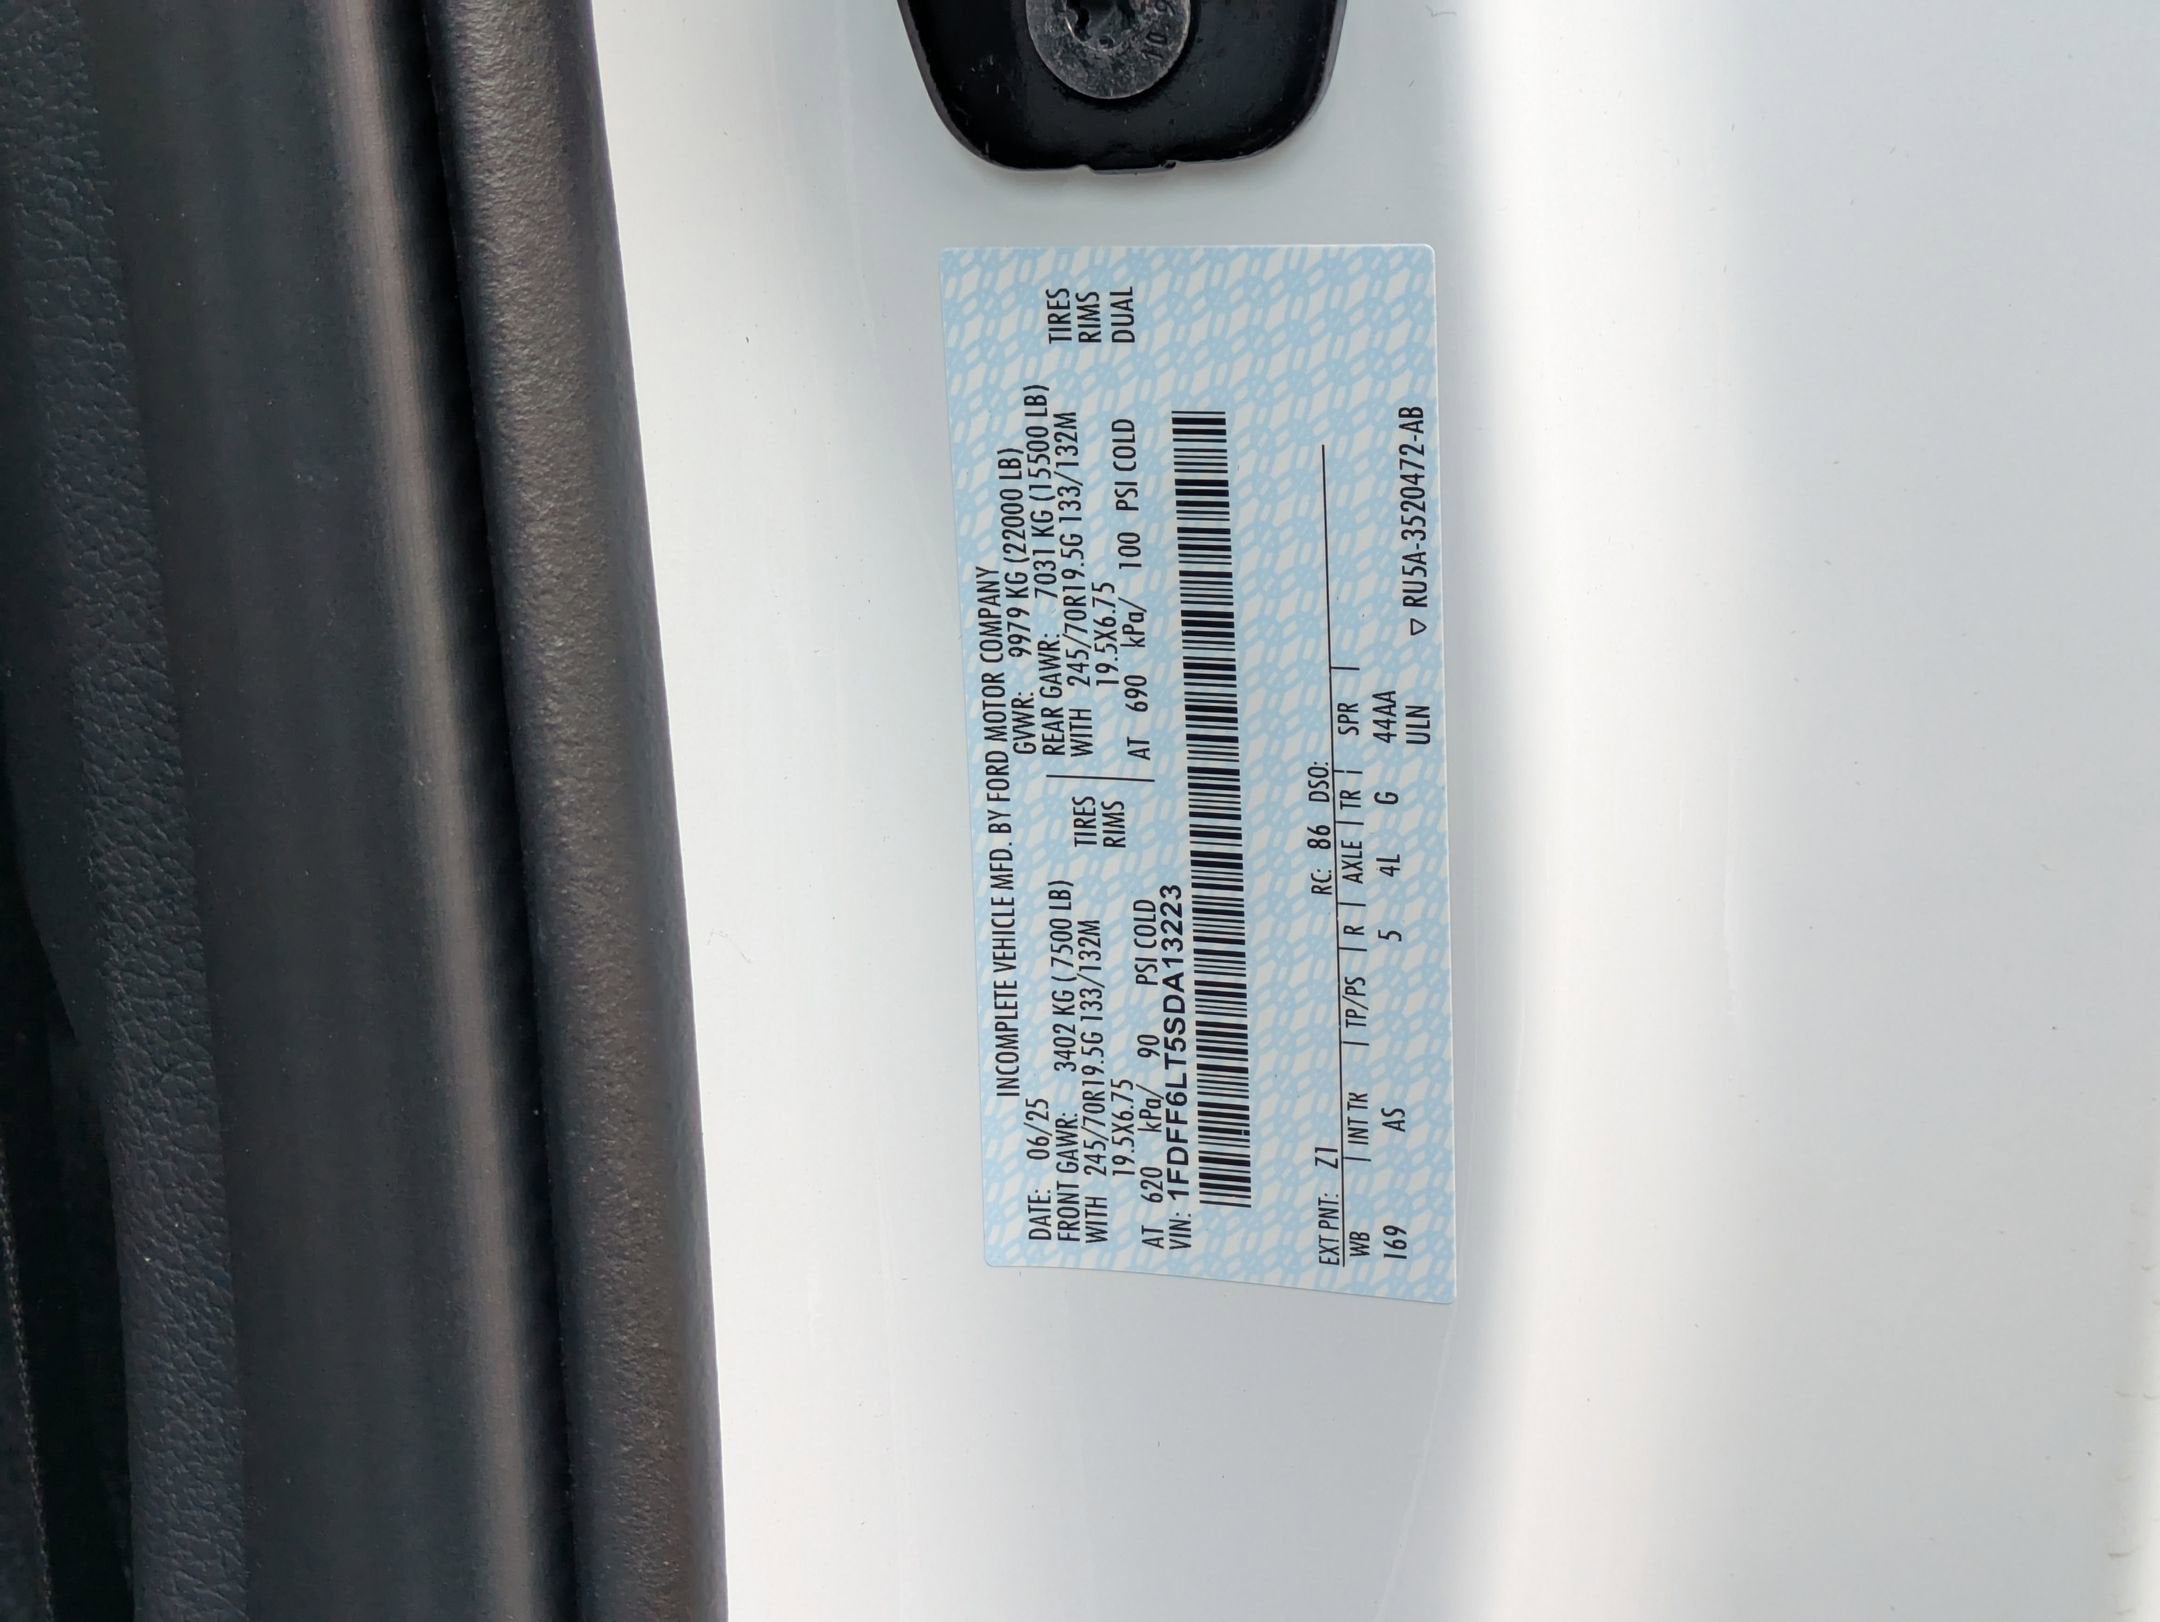 INCOMPLETE VEHICLE MFD. BY FORD MOTOR COMPANY
DATE: 06/25 GVWR: 9979 KG (22000 LB)
FRONT GAWR: 3402 KG ( 7500 LB) REAR GAWR: 7031 KG (15500 LB)
WITH 245/70R19.5G 133/132M TIRES WITH 245/70R19.5G 133/132M TIRES
19.5X6.75 RIMS 19.5X6.75 RIMS
AT 620 kPa/ 90 PSI COLD AT 690 kPa/ 100 PSI COLD DUAL
VIN: 1FDFF6LT5SDA13223
EXT PNT: Z1 RC: 86 DSO:
WB | INT TR | TP/PS | R | AXLE | TR | SPR |
169 AS 5 4L G 44AA
ULN ▽ RU5A-3520472-AB